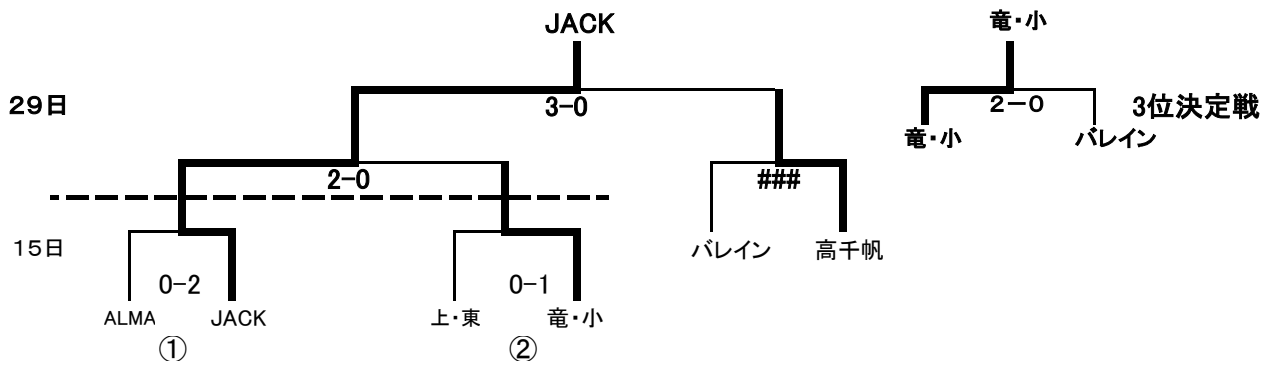 JACK
竜・小
29日
3-0
2-0
3位決定戦
竜・小
バレイン
2-0
###
15日
バレイン
高千帆
0-2
0-1
ALMA
JACK
上・東
竜・小
①
②